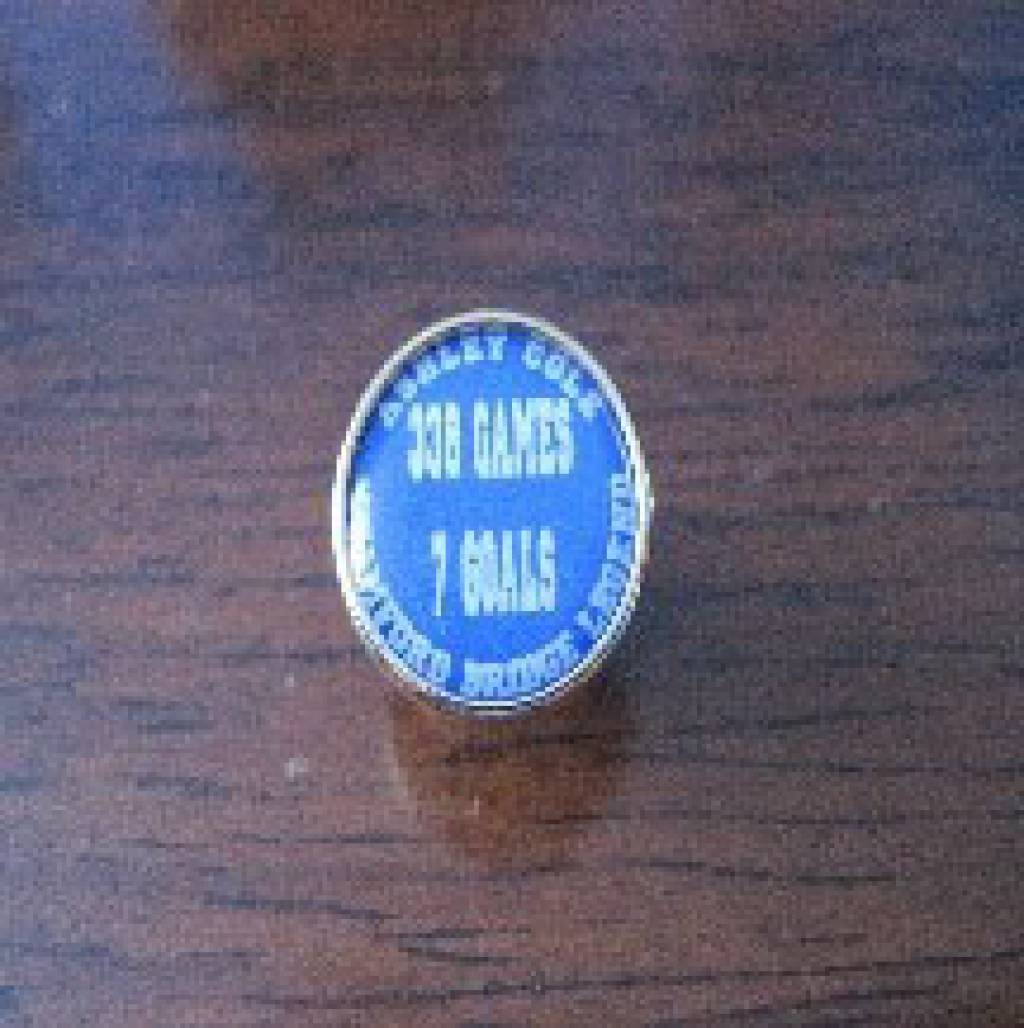 ASHLEY COLE
338 GAMES
7 GOALS
STAMFORD BRIDGE LEGEND